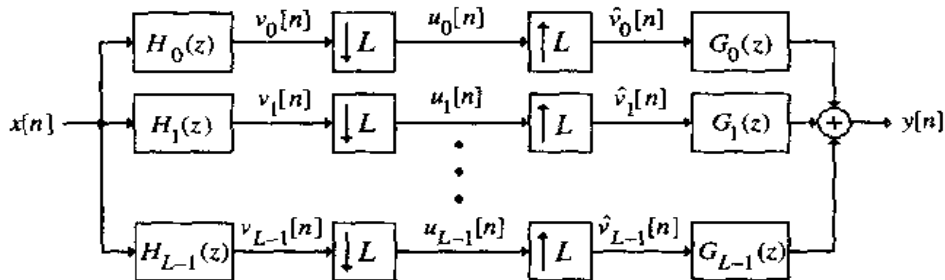 v_0[n] u_0[n] v̂_0[n]
H_0(z) ↓L ↑L G_0(z)
v_1[n] u_1[n] v̂_1[n]
x[n] H_1(z) ↓L ↑L G_1(z) + y[n]
v_{L-1}[n] u_{L-1}[n] v̂_{L-1}[n]
H_{L-1}(z) ↓L ↑L G_{L-1}(z)